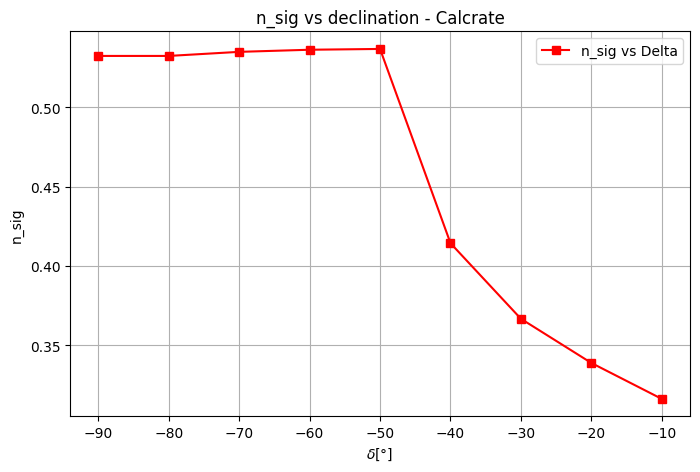 n_sig vs declination - Calcrate
n_sig vs Delta
0.50
0.45
0.40
0.35
n_sig
−90 −80 −70 −60 −50 −40 −30 −20 −10
δ[°]